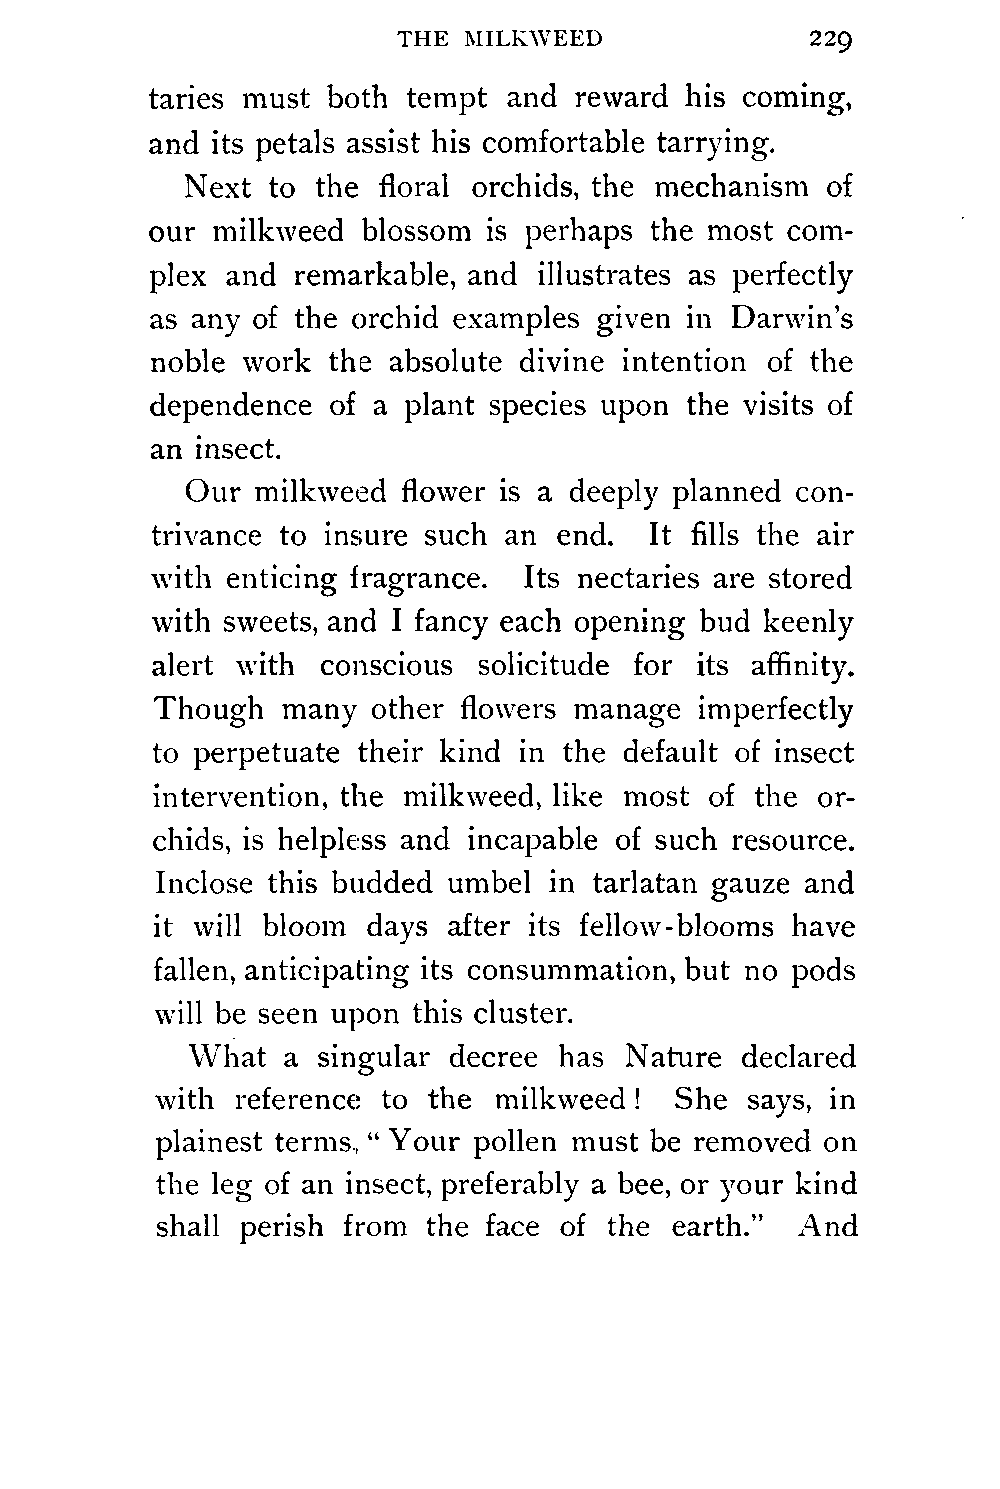 THE MILKWEED 229
taries must both tempt and reward his coming,
and its petals assist his comfortable tarrying.
Next to the floral orchids, the mechanism of
our milkweed blossom is perhaps the most com-
plex and remarkable, and illustrates as perfectly
as any of the orchid examples given in Darwin's
noble work the absolute divine intention of the
dependence of a plant species upon the visits of
an insect.
Our milkweed flower is a deeply planned con-
trivance to insure such an end. It fills the air
with enticing fragrance. Its nectaries are stored
with sweets, and I fancy each opening bud keenly
alert with conscious solicitude for its affinity.
Though many other flowers manage imperfectly
to perpetuate their kind in the default of insect
intervention, the milkweed, like most of the or-
chids, is helpless and incapable of such resource.
Inclose this budded umbel in tarlatan gauze and
it will bloom days after its fellow-blooms have
fallen, anticipating its consummation, but no pods
will be seen upon this cluster.
What a singular decree has Nature declared
with reference to the milkweed! She says, in
plainest terms, “Your pollen must be removed on
the leg of an insect, preferably a bee, or your kind
shall perish from the face of the earth.” And